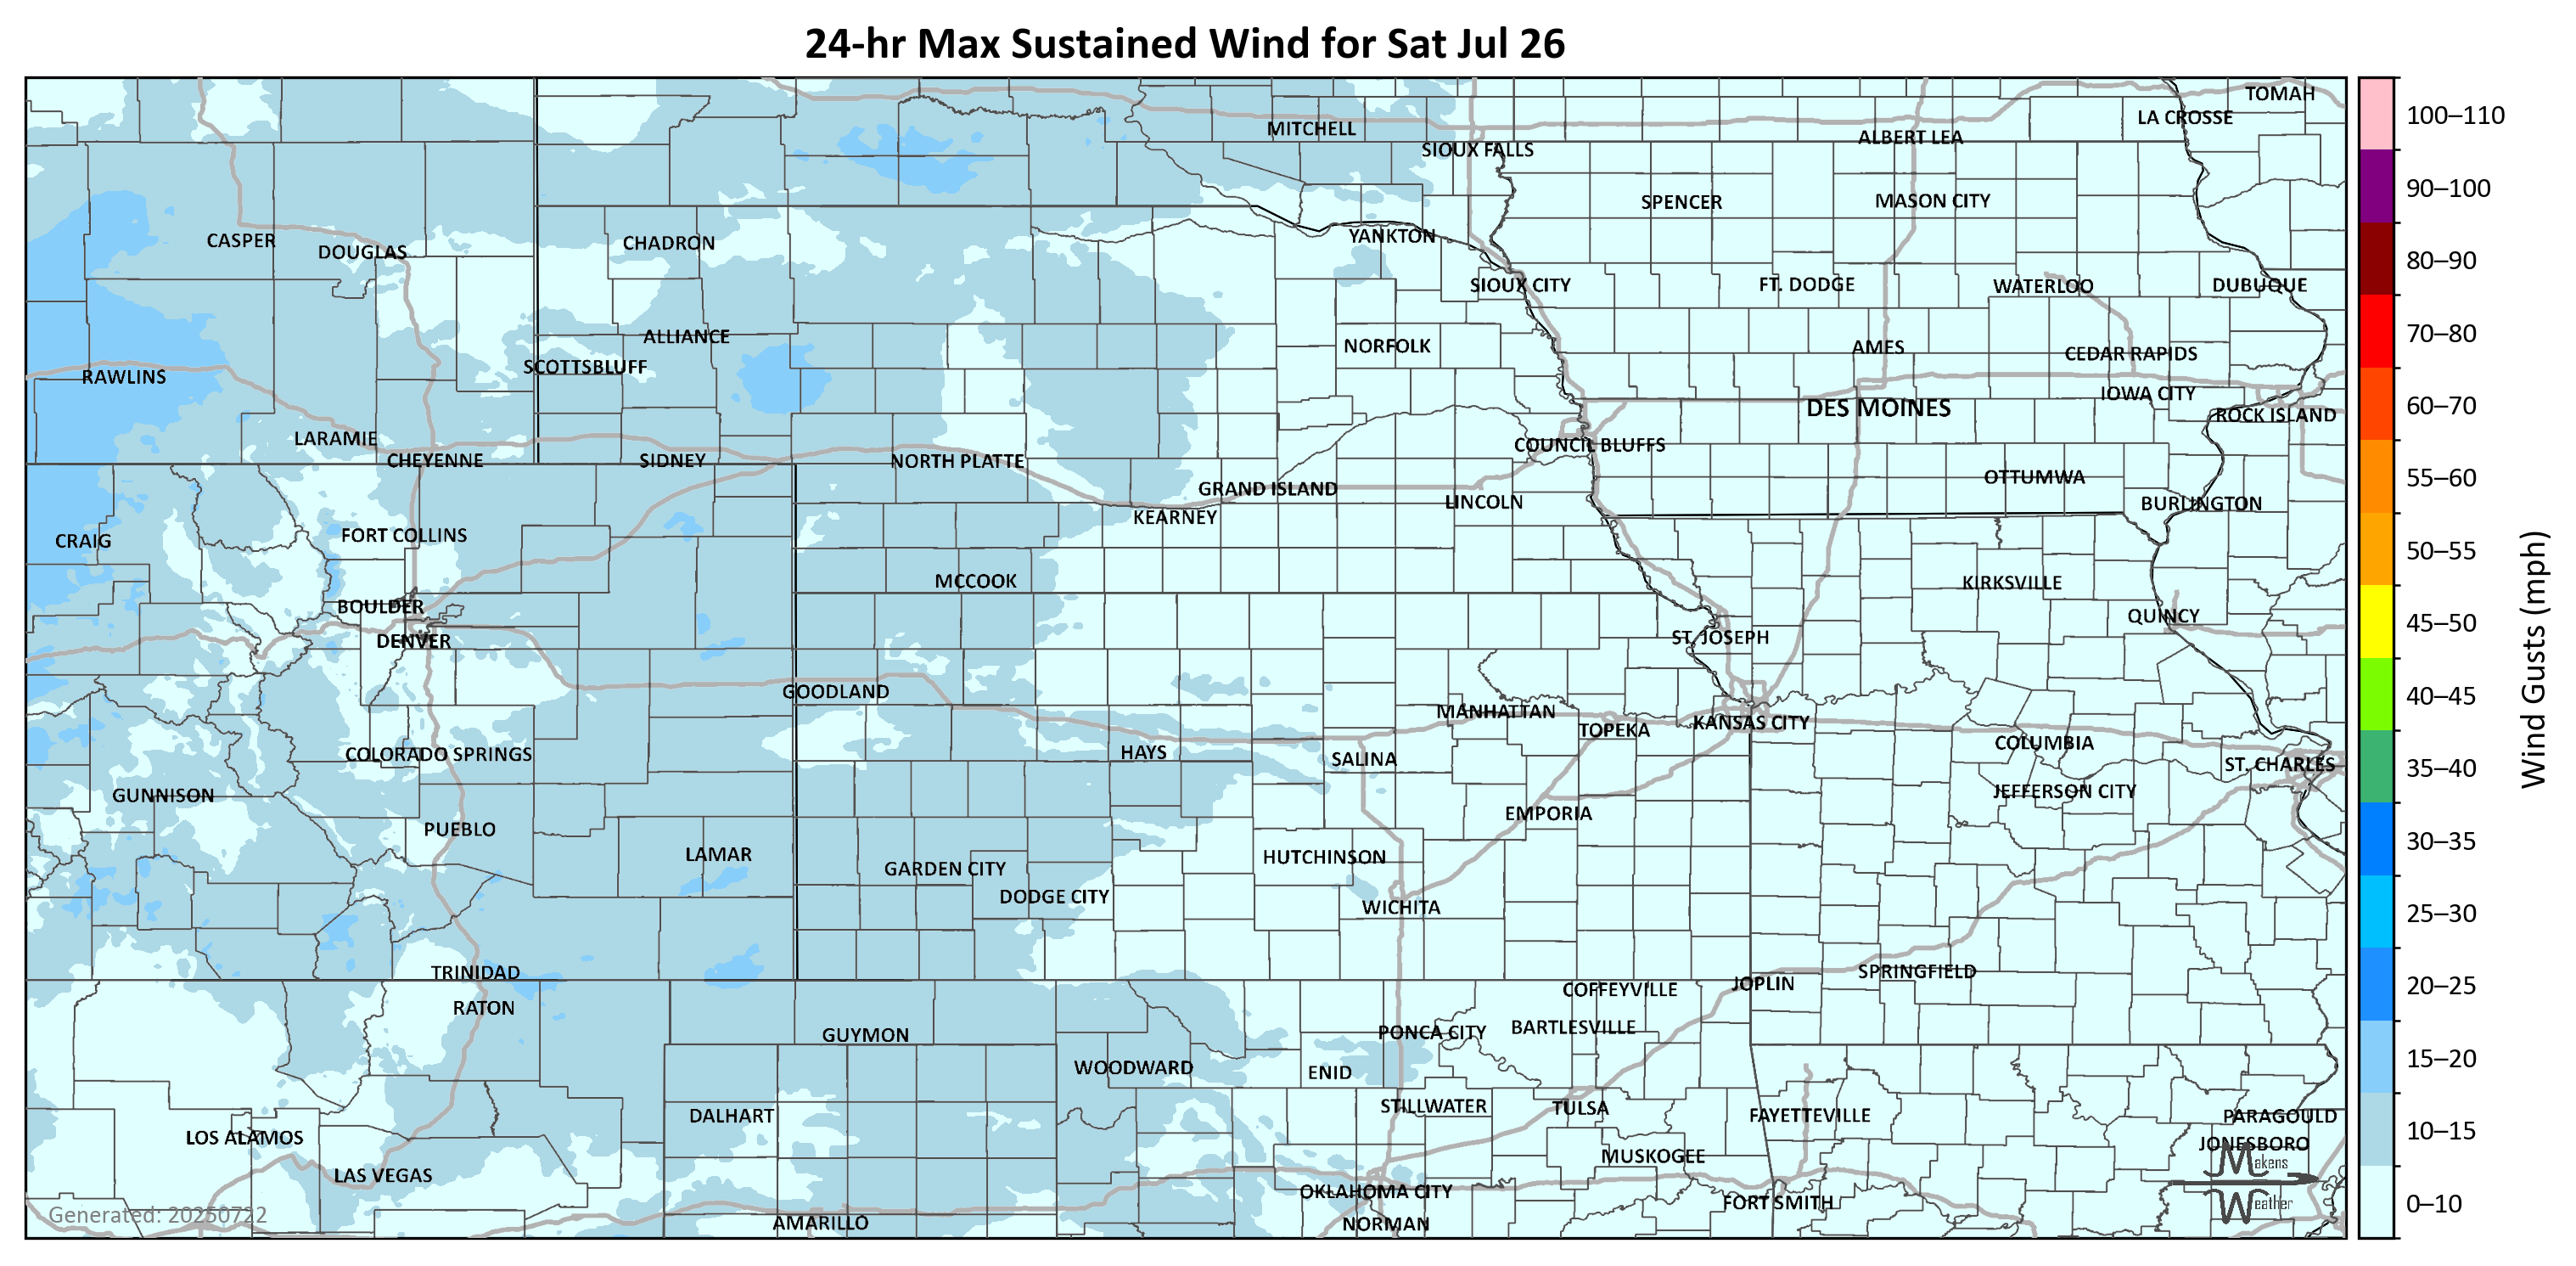 24-hr Max Sustained Wind for Sat Jul 26
TOMAH
LA CROSSE
MITCHELL
ALBERT LEA
SIOUX FALLS
SPENCER
MASON CITY
CASPER
DOUGLAS
CHADRON
YANKTON
SIOUX CITY
FT. DODGE
WATERLOO
DUBUQUE
ALLIANCE
NORFOLK
AMES
CEDAR RAPIDS
SCOTTSBLUFF
RAWLINS
IOWA CITY
DES MOINES
ROCK ISLAND
LARAMIE
COUNCIL BLUFFS
CHEYENNE
SIDNEY
NORTH PLATTE
OTTUMWA
GRAND ISLAND
LINCOLN
BURLINGTON
KEARNEY
CRAIG
FORT COLLINS
MCCOOK
KIRKSVILLE
BOULDER
QUINCY
DENVER
ST. JOSEPH
GOODLAND
MANHATTAN
TOPEKA
KANSAS CITY
COLORADO SPRINGS
HAYS
SALINA
COLUMBIA
ST. CHARLES
GUNNISON
JEFFERSON CITY
PUEBLO
EMPORIA
LAMAR
HUTCHINSON
GARDEN CITY
DODGE CITY
WICHITA
TRINIDAD
SPRINGFIELD
JOPLIN
COFFEYVILLE
RATON
GUYMON
PONCA CITY
BARTLESVILLE
WOODWARD
ENID
DALHART
STILLWATER
TULSA
FAYETTEVILLE
PARAGOULD
LOS ALAMOS
JONESBORO
MUSKOGEE
LAS VEGAS
OKLAHOMA CITY
FORT SMITH
AMARILLO
NORMAN
Makens
Weather
Generated: 20250722
100–110
90–100
80–90
70–80
60–70
55–60
50–55
45–50
40–45
35–40
30–35
25–30
20–25
15–20
10–15
0–10
Wind Gusts (mph)